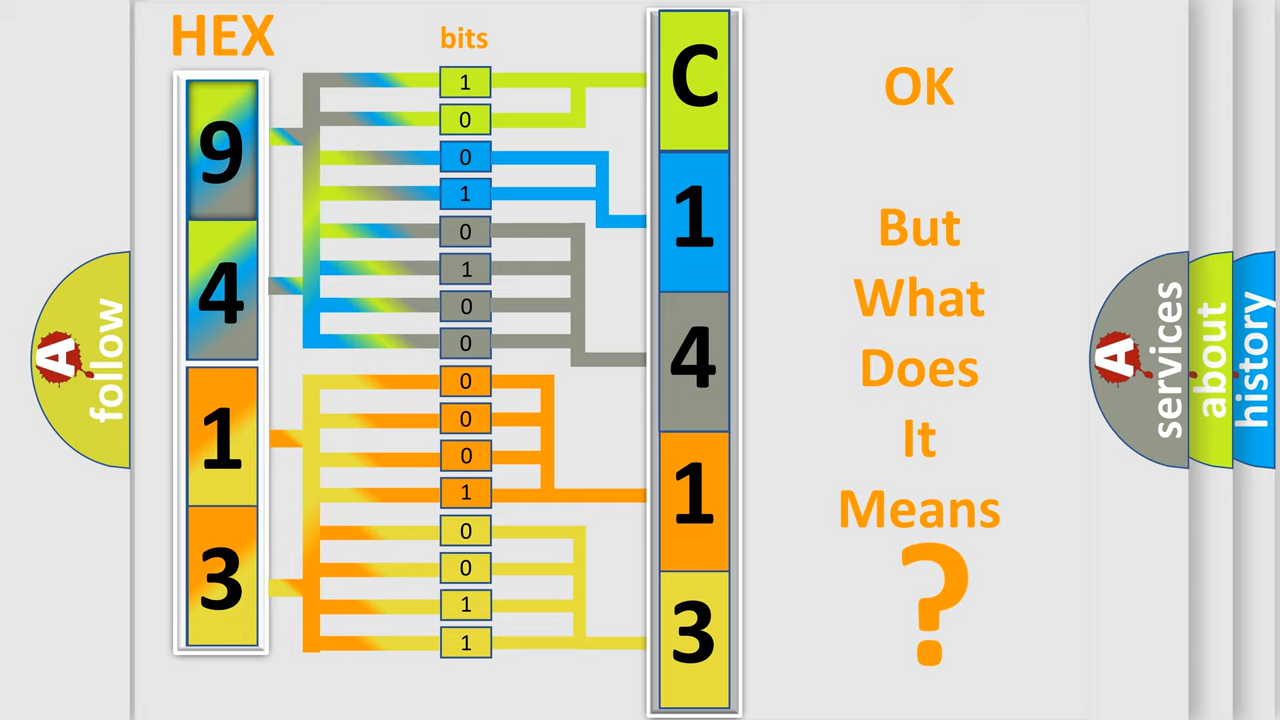 HEX
bits
9
4
1
3
1
0
0
1
0
1
0
0
0
0
0
1
0
0
1
1
C
1
4
1
3
OK
But
What
Does
It
Means
?
A
follow
A
services
about
history